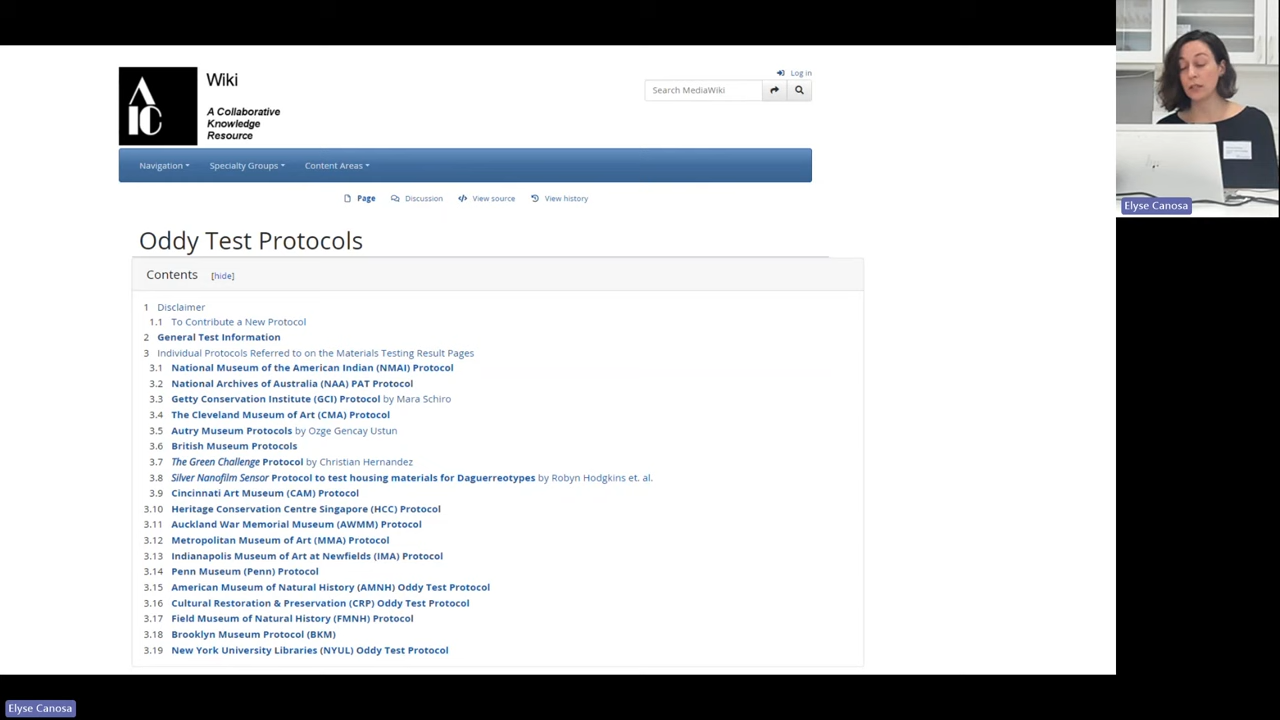 AIC
Wiki
A Collaborative
Knowledge
Resource
Log in
Search MediaWiki
Navigation
Specialty Groups
Content Areas
Page
Discussion
View source
View history
Oddy Test Protocols
Contents [hide]
1 Disclaimer
1.1 To Contribute a New Protocol
2 General Test Information
3 Individual Protocols Referred to on the Materials Testing Result Pages
3.1 National Museum of the American Indian (NMAI) Protocol
3.2 National Archives of Australia (NAA) PAT Protocol
3.3 Getty Conservation Institute (GCI) Protocol by Mara Schiro
3.4 The Cleveland Museum of Art (CMA) Protocol
3.5 Autry Museum Protocols by Ozge Gencay Ustun
3.6 British Museum Protocols
3.7 The Green Challenge Protocol by Christian Hernandez
3.8 Silver Nanofilm Sensor Protocol to test housing materials for Daguerreotypes by Robyn Hodgkins et. al.
3.9 Cincinnati Art Museum (CAM) Protocol
3.10 Heritage Conservation Centre Singapore (HCC) Protocol
3.11 Auckland War Memorial Museum (AWMM) Protocol
3.12 Metropolitan Museum of Art (MMA) Protocol
3.13 Indianapolis Museum of Art at Newfields (IMA) Protocol
3.14 Penn Museum (Penn) Protocol
3.15 American Museum of Natural History (AMNH) Oddy Test Protocol
3.16 Cultural Restoration & Preservation (CRP) Oddy Test Protocol
3.17 Field Museum of Natural History (FMNH) Protocol
3.18 Brooklyn Museum Protocol (BKM)
3.19 New York University Libraries (NYUL) Oddy Test Protocol
Elyse Canosa
Elyse Canosa